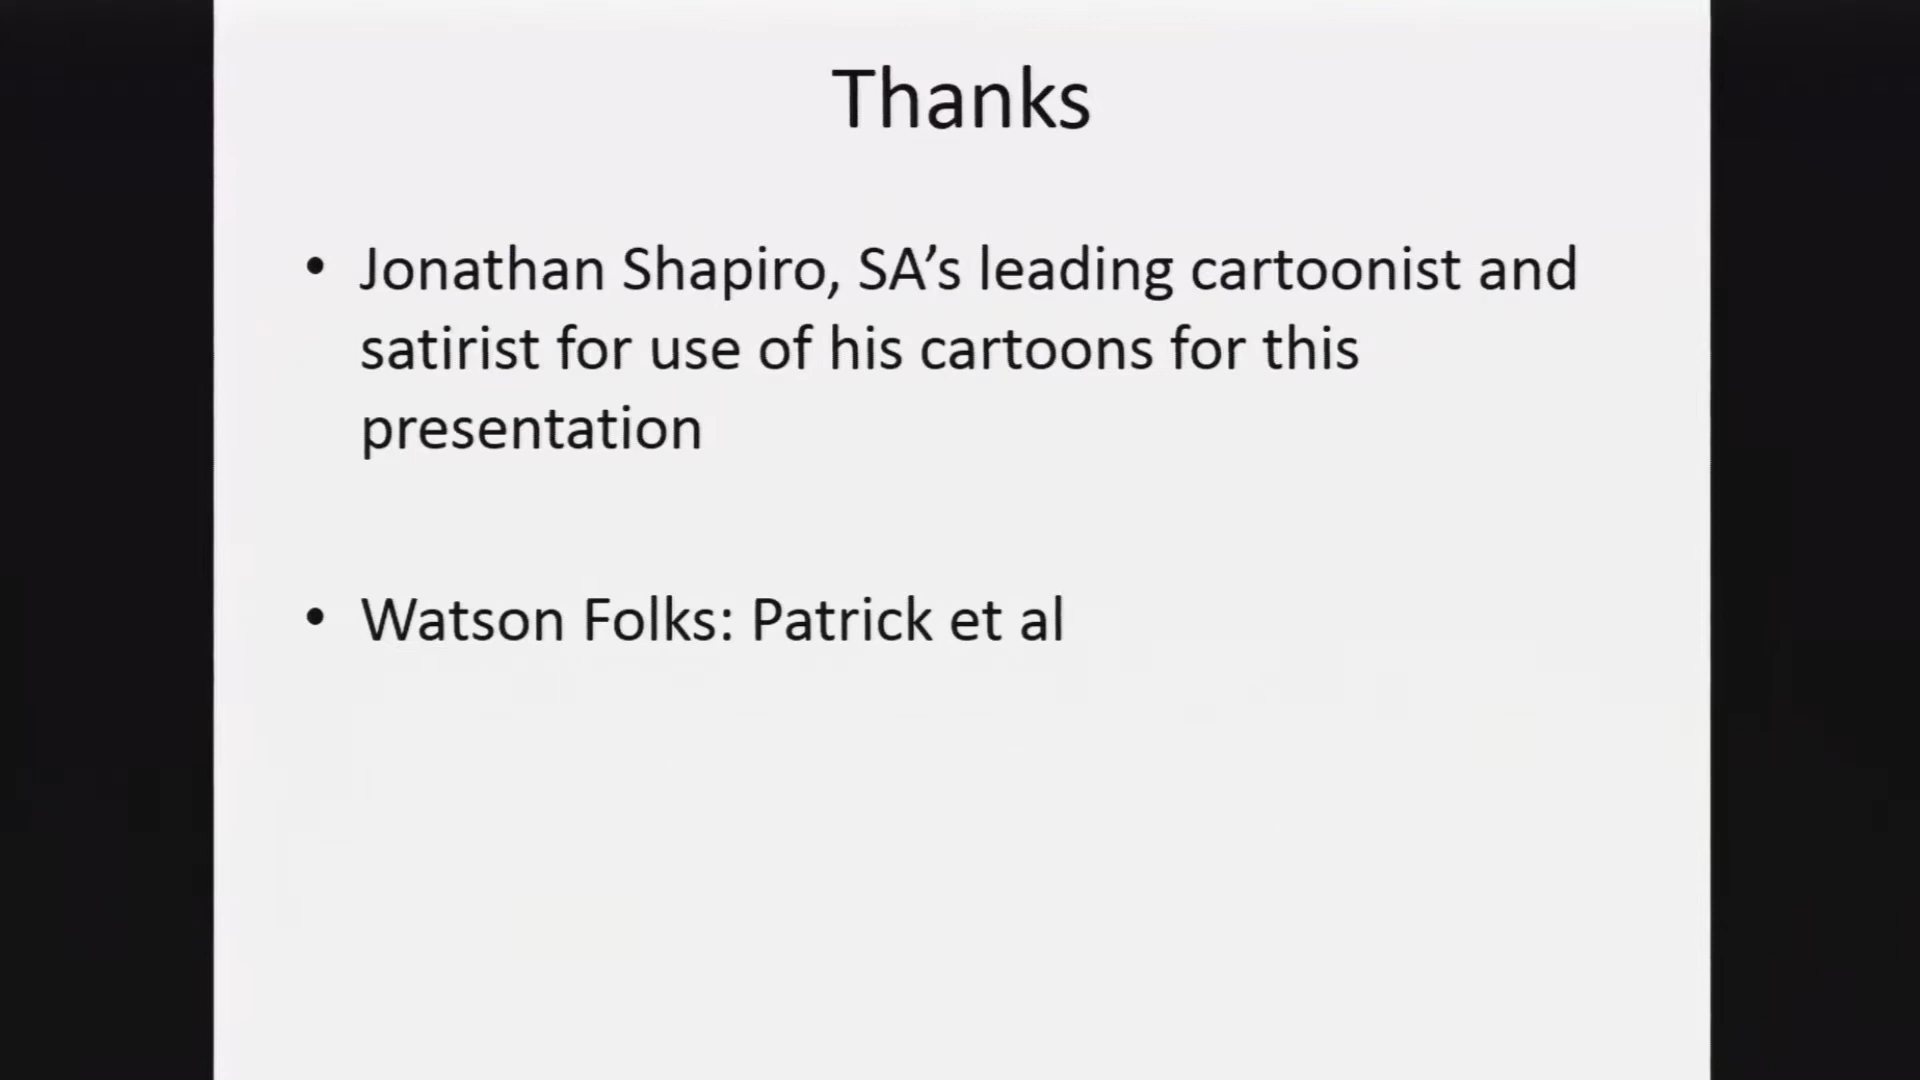 Thanks
• Jonathan Shapiro, SA’s leading cartoonist and
satirist for use of his cartoons for this
presentation
• Watson Folks: Patrick et al